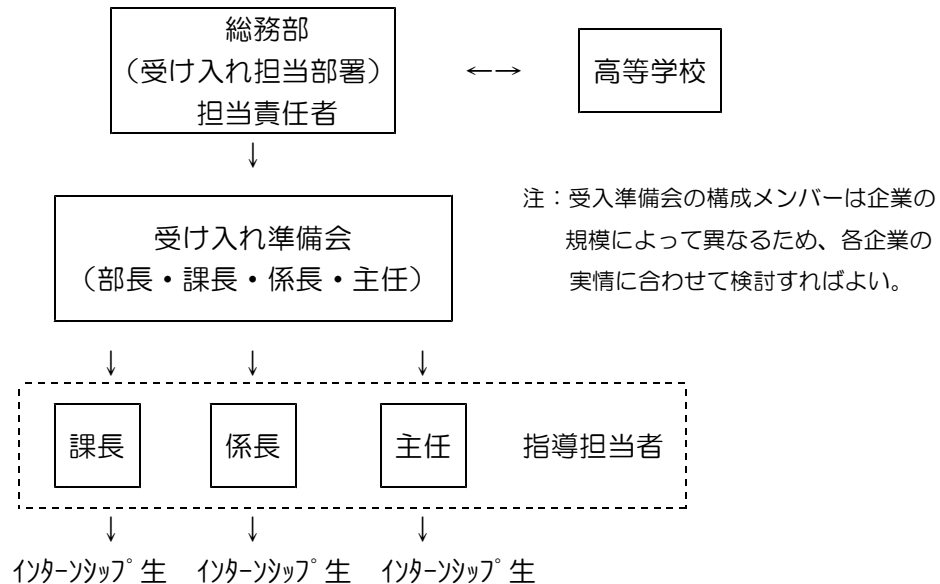 総務部
（受け入れ担当部署）
担当責任者
←→
高等学校
↓
受け入れ準備会
（部長・課長・係長・主任）
注：受入準備会の構成メンバーは企業の
規模によって異なるため、各企業の
実情に合わせて検討すればよい。
↓ ↓ ↓
課長 係長 主任 指導担当者
↓ ↓ ↓
ｲﾝﾀｰﾝｼｯﾌﾟ生 ｲﾝﾀｰﾝｼｯﾌﾟ生 ｲﾝﾀｰﾝｼｯﾌﾟ生